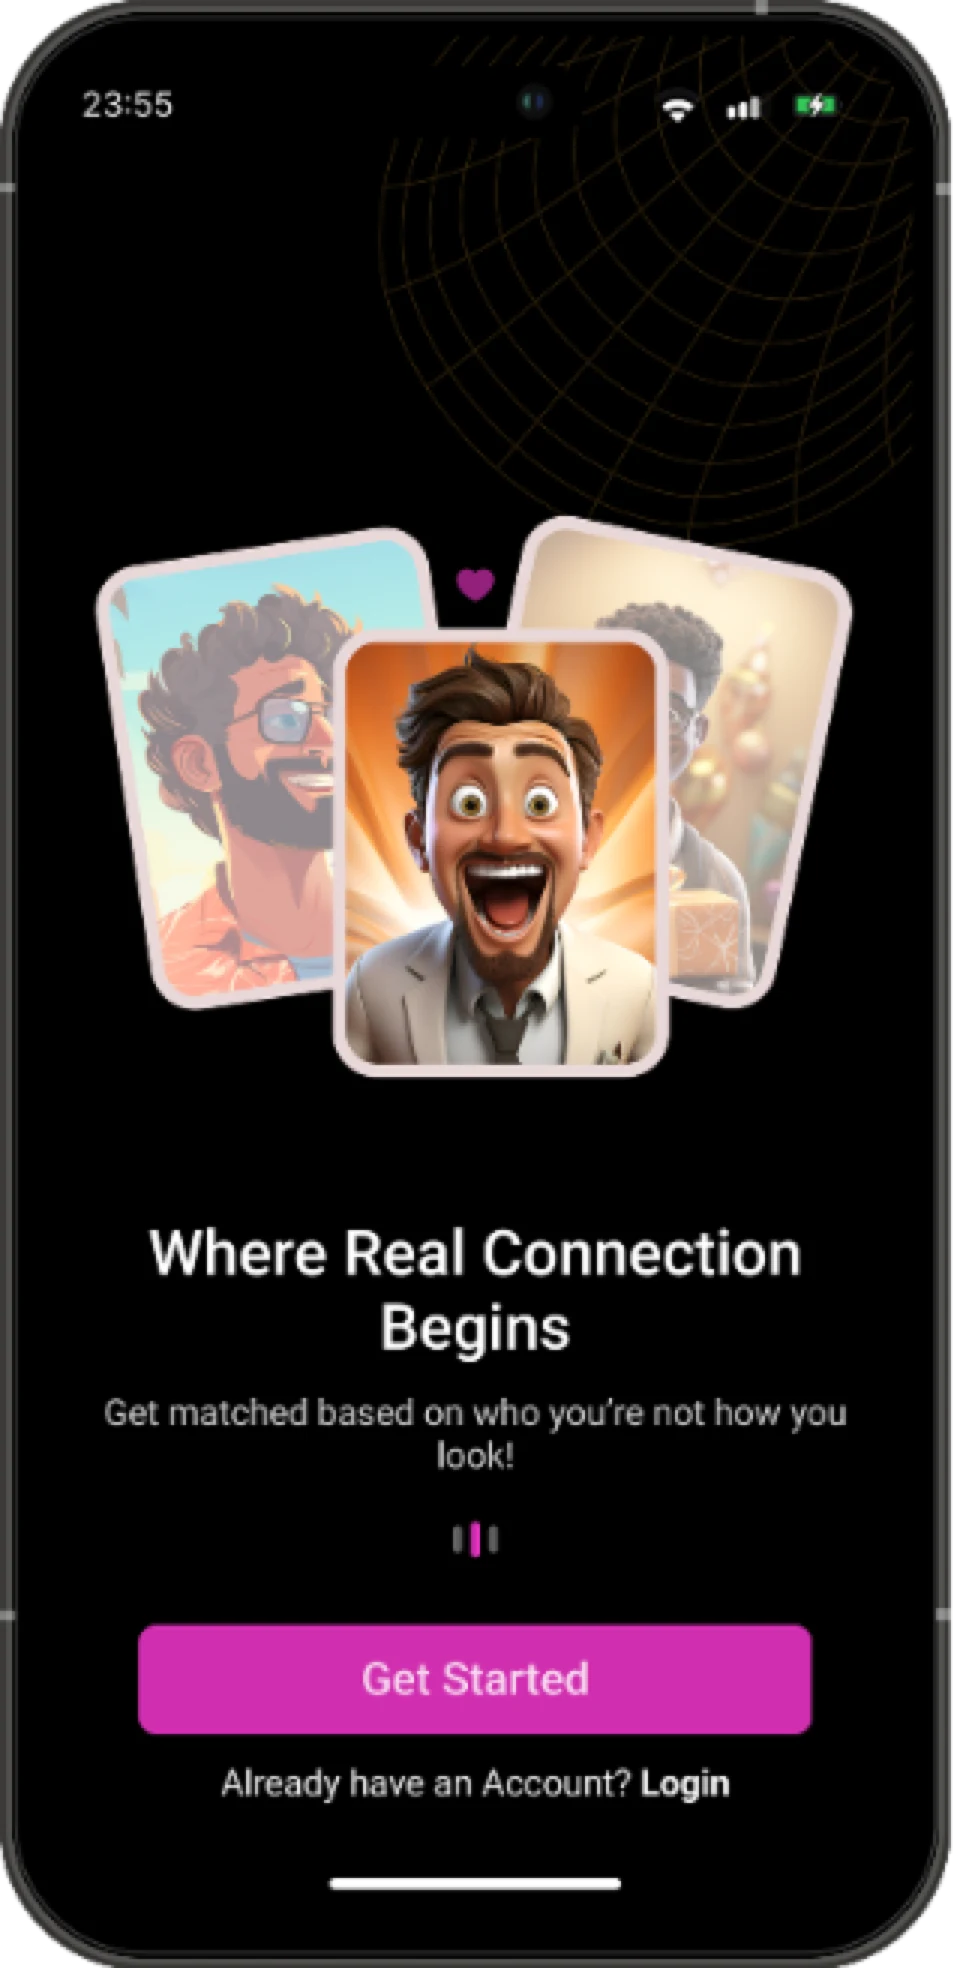 23:55
Where Real Connection
Begins
Get matched based on who you're not how you
look!
Get Started
Already have an Account? Login